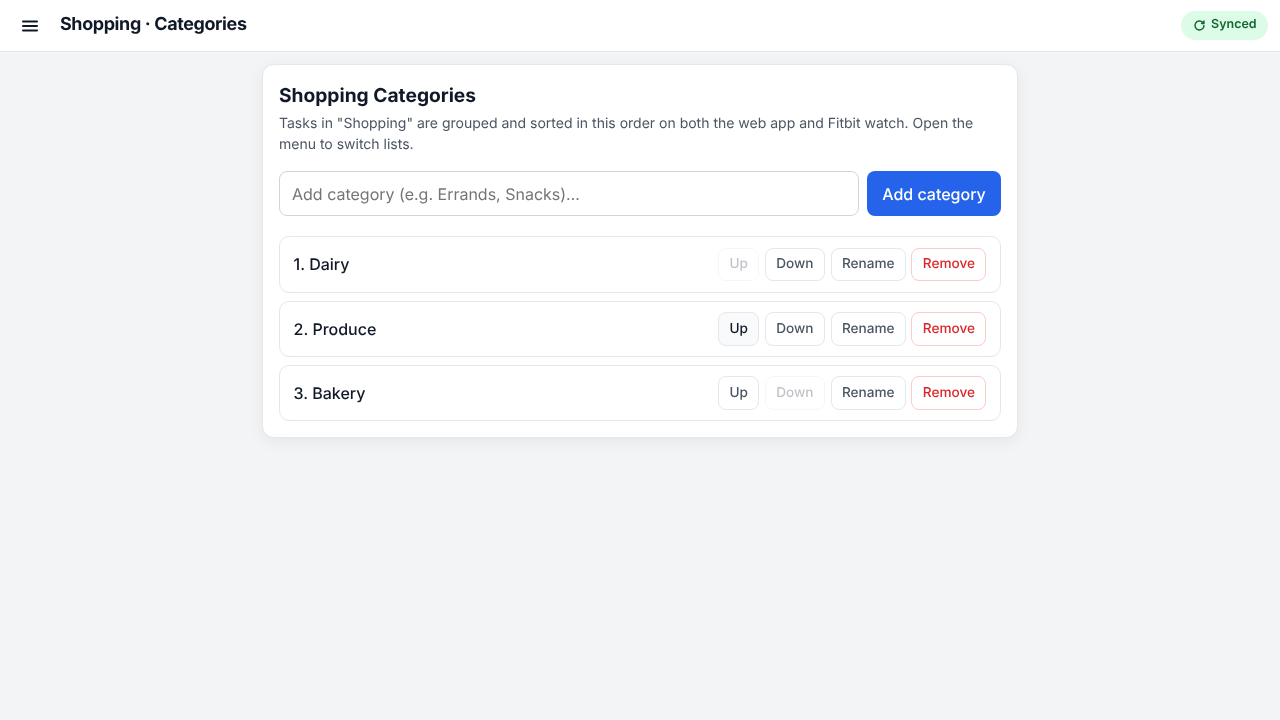 Shopping · Categories
Synced
Shopping Categories
Tasks in "Shopping" are grouped and sorted in this order on both the web app and Fitbit watch. Open the
menu to switch lists.
Add category (e.g. Errands, Snacks)...
Add category
1. Dairy
Up
Down
Rename
Remove
2. Produce
Up
Down
Rename
Remove
3. Bakery
Up
Down
Rename
Remove